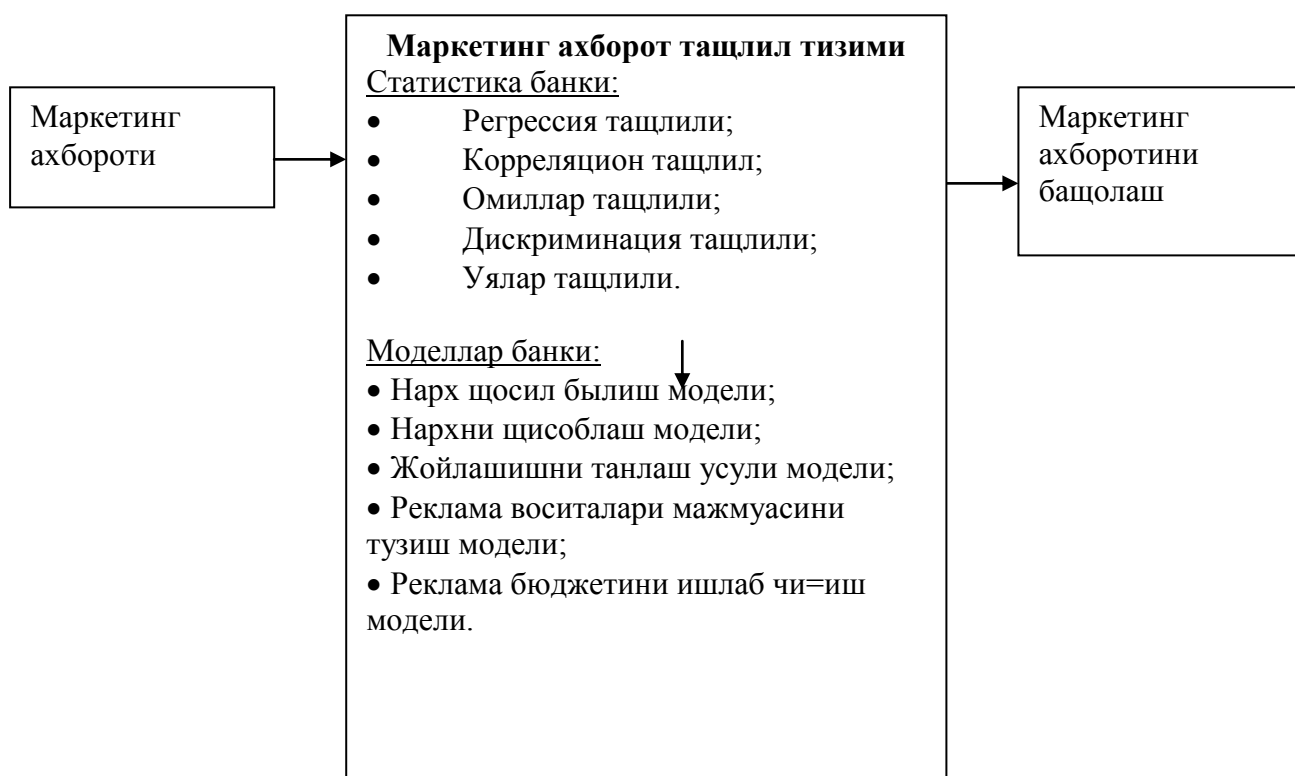 Маркетинг ахборот тащлил тизими
Статистика банки:
• Регрессия тащлили;
• Корреляцион тащлил;
• Омиллар тащлили;
• Дискриминация тащлили;
• Уялар тащлили.
Моделлар банки:
• Нарх щосил былиш модели;
• Нархни щисоблаш модели;
• Жойлашишни танлаш усули модели;
• Реклама воситалари мажмуасини
тузиш модели;
• Реклама бюджетини ишлаб чи=иш
модели.
Маркетинг
ахбороти
Маркетинг
ахборотини
бащолаш